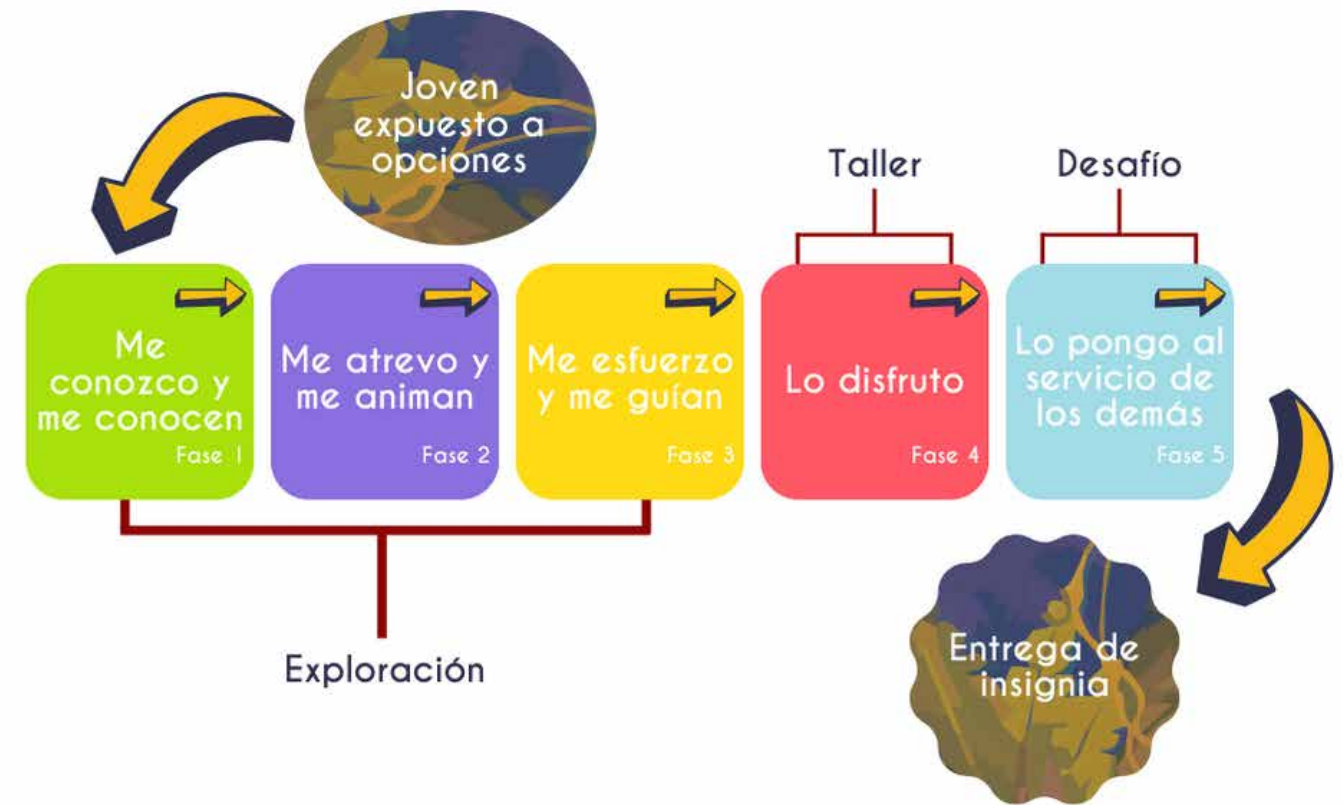 Joven
expuesto a
opciones
Taller
Desafío
Me
conozco y
me conocen
Fase 1
Me atrevo y
me animan
Fase 2
Me esfuerzo
y me guían
Fase 3
Lo disfruto
Fase 4
Lo pongo al
servicio de
los demás
Fase 5
Exploración
Entrega de
insignia